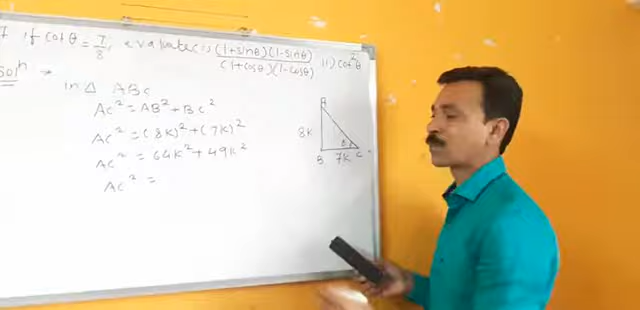 7 if cotθ = 7/8, evaluate i) (1+sinθ)(1-sinθ)/(1+cosθ)(1-cosθ) ii) cot²θ
Solⁿ →
in Δ ABC
AC² = AB² + BC²
AC² = (8K)² + (7K)²
AC² = 64K² + 49K²
AC² =
A
8K
θ
B 7K C